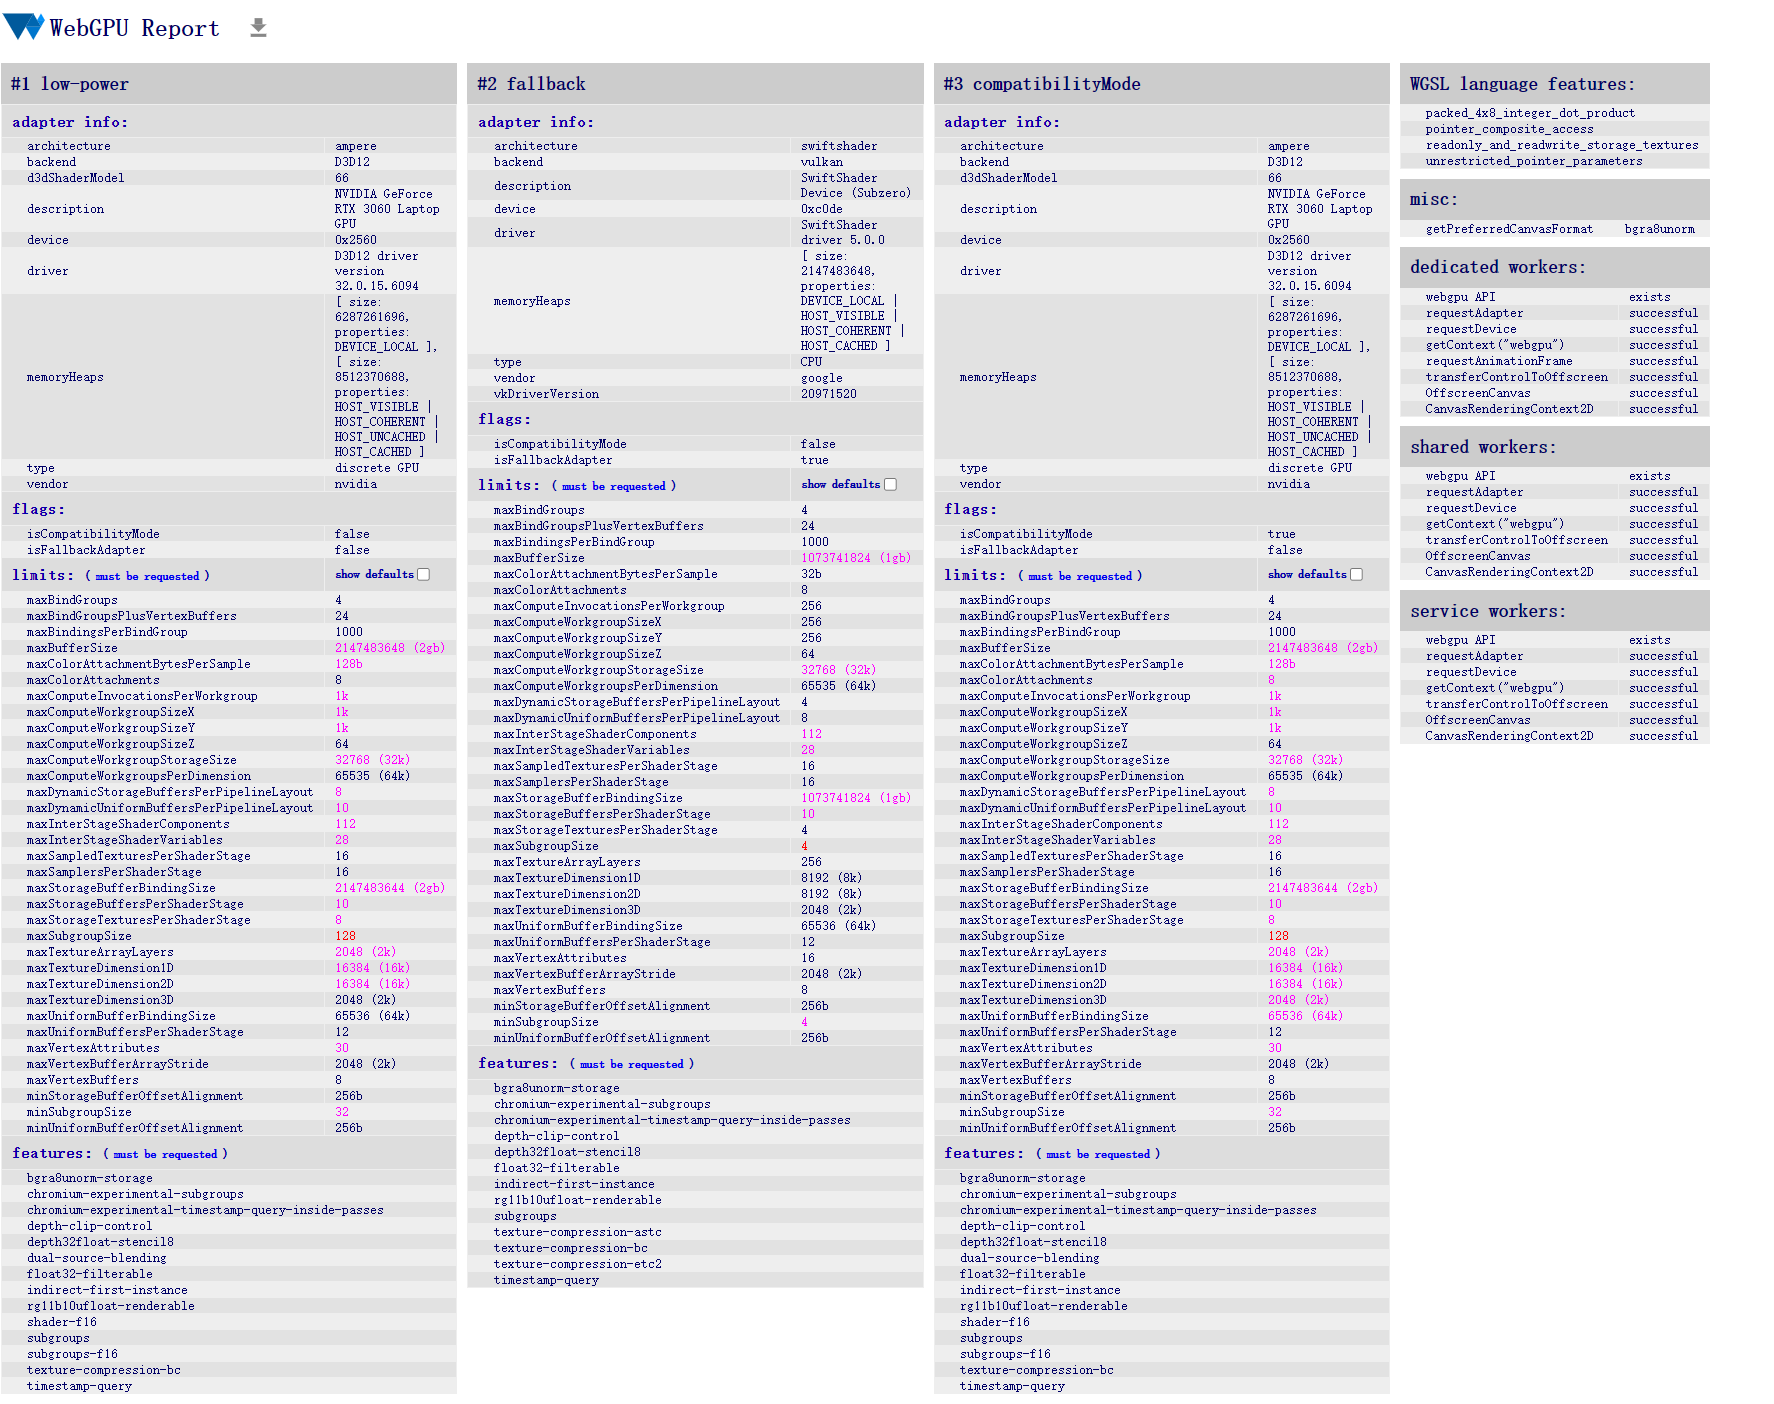 WebGPU Report
#1 low-power
adapter info:
architecture ampere
backend D3D12
d3dShaderModel 66
description NVIDIA GeForce
RTX 3060 Laptop
GPU
device 0x2560
driver D3D12 driver
version
32.0.15.6094
memoryHeaps [ size:
6287261696,
properties:
DEVICE_LOCAL ],
[ size:
8512370688,
properties:
HOST_VISIBLE |
HOST_COHERENT |
HOST_UNCACHED |
HOST_CACHED ]
type discrete GPU
vendor nvidia
flags:
isCompatibilityMode false
isFallbackAdapter false
limits: ( must be requested ) show defaults
maxBindGroups 4
maxBindGroupsPlusVertexBuffers 24
maxBindingsPerBindGroup 1000
maxBufferSize 2147483648 (2gb)
maxColorAttachmentBytesPerSample 128b
maxColorAttachments 8
maxComputeInvocationsPerWorkgroup 1k
maxComputeWorkgroupSizeX 1k
maxComputeWorkgroupSizeY 1k
maxComputeWorkgroupSizeZ 64
maxComputeWorkgroupStorageSize 32768 (32k)
maxComputeWorkgroupsPerDimension 65535 (64k)
maxDynamicStorageBuffersPerPipelineLayout 8
maxDynamicUniformBuffersPerPipelineLayout 10
maxInterStageShaderComponents 112
maxInterStageShaderVariables 28
maxSampledTexturesPerShaderStage 16
maxSamplersPerShaderStage 16
maxStorageBufferBindingSize 2147483644 (2gb)
maxStorageBuffersPerShaderStage 10
maxStorageTexturesPerShaderStage 8
maxSubgroupSize 128
maxTextureArrayLayers 2048 (2k)
maxTextureDimension1D 16384 (16k)
maxTextureDimension2D 16384 (16k)
maxTextureDimension3D 2048 (2k)
maxUniformBufferBindingSize 65536 (64k)
maxUniformBuffersPerShaderStage 12
maxVertexAttributes 30
maxVertexBufferArrayStride 2048 (2k)
maxVertexBuffers 8
minStorageBufferOffsetAlignment 256b
minSubgroupSize 32
minUniformBufferOffsetAlignment 256b
features: ( must be requested )
bgra8unorm-storage
chromium-experimental-subgroups
chromium-experimental-timestamp-query-inside-passes
depth-clip-control
depth32float-stencil8
dual-source-blending
float32-filterable
indirect-first-instance
rg11b10ufloat-renderable
shader-f16
subgroups
subgroups-f16
texture-compression-bc
timestamp-query
#2 fallback
adapter info:
architecture swiftshader
backend vulkan
description SwiftShader
Device (Subzero)
device 0xc0de
driver SwiftShader
driver 5.0.0
memoryHeaps [ size:
2147483648,
properties:
DEVICE_LOCAL |
HOST_VISIBLE |
HOST_COHERENT |
HOST_CACHED ]
type CPU
vendor google
vkDriverVersion 20971520
flags:
isCompatibilityMode false
isFallbackAdapter true
limits: ( must be requested ) show defaults
maxBindGroups 4
maxBindGroupsPlusVertexBuffers 24
maxBindingsPerBindGroup 1000
maxBufferSize 1073741824 (1gb)
maxColorAttachmentBytesPerSample 32b
maxColorAttachments 8
maxComputeInvocationsPerWorkgroup 256
maxComputeWorkgroupSizeX 256
maxComputeWorkgroupSizeY 256
maxComputeWorkgroupSizeZ 64
maxComputeWorkgroupStorageSize 32768 (32k)
maxComputeWorkgroupsPerDimension 65535 (64k)
maxDynamicStorageBuffersPerPipelineLayout 4
maxDynamicUniformBuffersPerPipelineLayout 8
maxInterStageShaderComponents 112
maxInterStageShaderVariables 28
maxSampledTexturesPerShaderStage 16
maxSamplersPerShaderStage 16
maxStorageBufferBindingSize 1073741824 (1gb)
maxStorageBuffersPerShaderStage 10
maxStorageTexturesPerShaderStage 4
maxSubgroupSize 4
maxTextureArrayLayers 256
maxTextureDimension1D 8192 (8k)
maxTextureDimension2D 8192 (8k)
maxTextureDimension3D 2048 (2k)
maxUniformBufferBindingSize 65536 (64k)
maxUniformBuffersPerShaderStage 12
maxVertexAttributes 16
maxVertexBufferArrayStride 2048 (2k)
maxVertexBuffers 8
minStorageBufferOffsetAlignment 256b
minSubgroupSize 4
minUniformBufferOffsetAlignment 256b
features: ( must be requested )
bgra8unorm-storage
chromium-experimental-subgroups
chromium-experimental-timestamp-query-inside-passes
depth-clip-control
depth32float-stencil8
float32-filterable
indirect-first-instance
rg11b10ufloat-renderable
subgroups
texture-compression-astc
texture-compression-bc
texture-compression-etc2
timestamp-query
#3 compatibilityMode
adapter info:
architecture ampere
backend D3D12
d3dShaderModel 66
description NVIDIA GeForce
RTX 3060 Laptop
GPU
device 0x2560
driver D3D12 driver
version
32.0.15.6094
memoryHeaps [ size:
6287261696,
properties:
DEVICE_LOCAL ],
[ size:
8512370688,
properties:
HOST_VISIBLE |
HOST_COHERENT |
HOST_UNCACHED |
HOST_CACHED ]
type discrete GPU
vendor nvidia
flags:
isCompatibilityMode true
isFallbackAdapter false
limits: ( must be requested ) show defaults
maxBindGroups 4
maxBindGroupsPlusVertexBuffers 24
maxBindingsPerBindGroup 1000
maxBufferSize 2147483648 (2gb)
maxColorAttachmentBytesPerSample 128b
maxColorAttachments 8
maxComputeInvocationsPerWorkgroup 1k
maxComputeWorkgroupSizeX 1k
maxComputeWorkgroupSizeY 1k
maxComputeWorkgroupSizeZ 64
maxComputeWorkgroupStorageSize 32768 (32k)
maxComputeWorkgroupsPerDimension 65535 (64k)
maxDynamicStorageBuffersPerPipelineLayout 8
maxDynamicUniformBuffersPerPipelineLayout 10
maxInterStageShaderComponents 112
maxInterStageShaderVariables 28
maxSampledTexturesPerShaderStage 16
maxSamplersPerShaderStage 16
maxStorageBufferBindingSize 2147483644 (2gb)
maxStorageBuffersPerShaderStage 10
maxStorageTexturesPerShaderStage 8
maxSubgroupSize 128
maxTextureArrayLayers 2048 (2k)
maxTextureDimension1D 16384 (16k)
maxTextureDimension2D 16384 (16k)
maxTextureDimension3D 2048 (2k)
maxUniformBufferBindingSize 65536 (64k)
maxUniformBuffersPerShaderStage 12
maxVertexAttributes 30
maxVertexBufferArrayStride 2048 (2k)
maxVertexBuffers 8
minStorageBufferOffsetAlignment 256b
minSubgroupSize 32
minUniformBufferOffsetAlignment 256b
features: ( must be requested )
bgra8unorm-storage
chromium-experimental-subgroups
chromium-experimental-timestamp-query-inside-passes
depth-clip-control
depth32float-stencil8
dual-source-blending
float32-filterable
indirect-first-instance
rg11b10ufloat-renderable
shader-f16
subgroups
subgroups-f16
texture-compression-bc
timestamp-query
WGSL language features:
packed_4x8_integer_dot_product
pointer_composite_access
readonly_and_readwrite_storage_textures
unrestricted_pointer_parameters
misc:
getPreferredCanvasFormat bgra8unorm
dedicated workers:
webgpu API exists
requestAdapter successful
requestDevice successful
getContext("webgpu") successful
requestAnimationFrame successful
transferControlToOffscreen successful
OffscreenCanvas successful
CanvasRenderingContext2D successful
shared workers:
webgpu API exists
requestAdapter successful
requestDevice successful
getContext("webgpu") successful
transferControlToOffscreen successful
OffscreenCanvas successful
CanvasRenderingContext2D successful
service workers:
webgpu API exists
requestAdapter successful
requestDevice successful
getContext("webgpu") successful
transferControlToOffscreen successful
OffscreenCanvas successful
CanvasRenderingContext2D successful